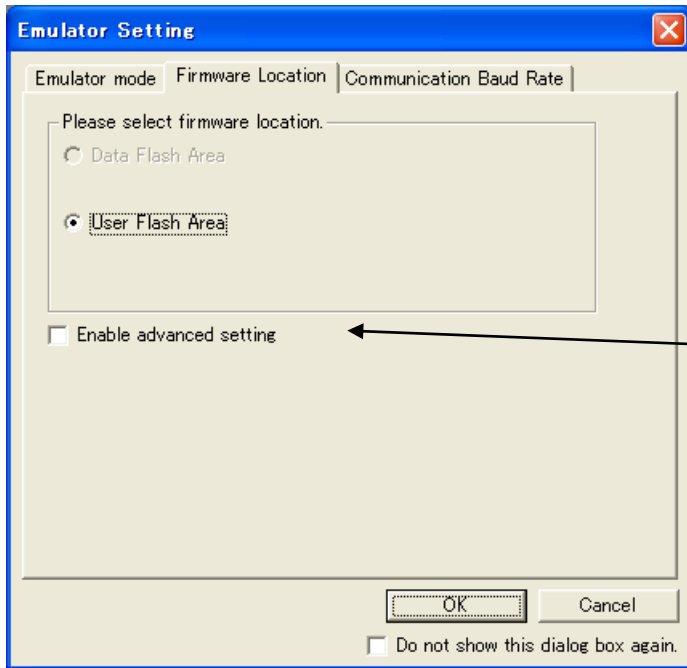 Emulator Setting
Emulator mode Firmware Location Communication Baud Rate
Please select firmware location.
Data Flash Area
User Flash Area
Enable advanced setting
OK Cancel
Do not show this dialog box again.